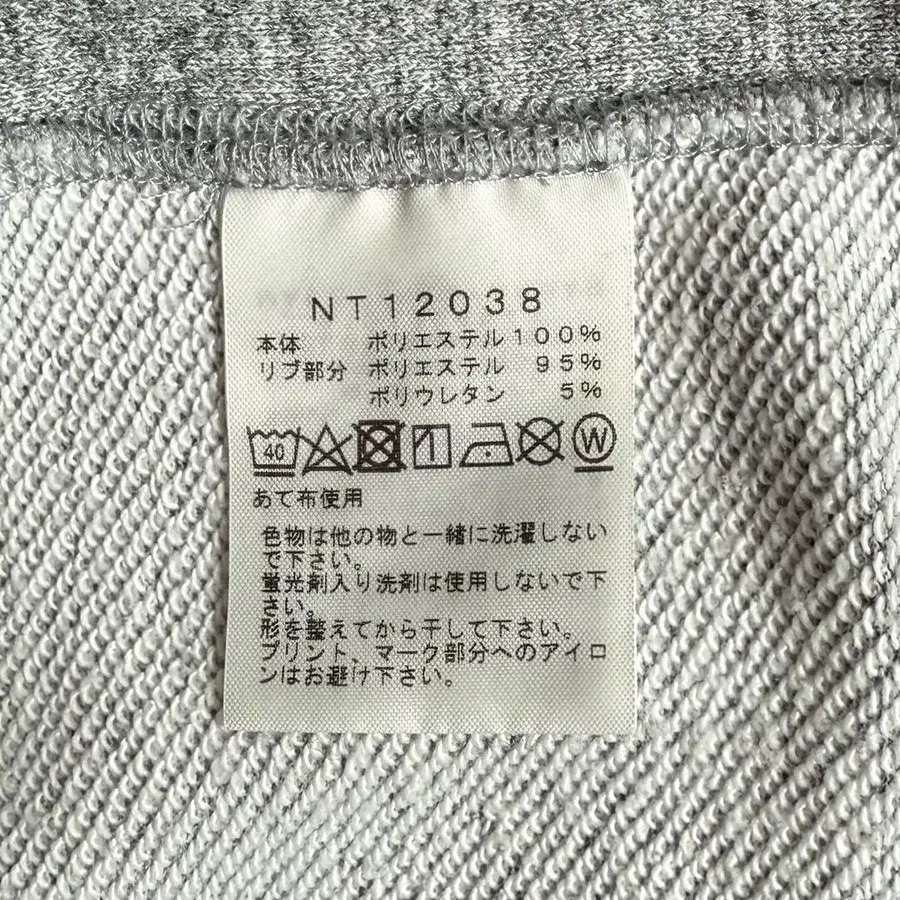 NT12038
本体 ポリエステル 100%
リブ部分 ポリエステル 95%
ポリウレタン 5%
40 W
あて布使用
色物は他の物と一緒に洗濯しない
で下さい。
蛍光剤入り洗剤は使用しないで下
さい。
形を整えてから干して下さい。
プリント、マーク部分へのアイロ
ンはお避け下さい。